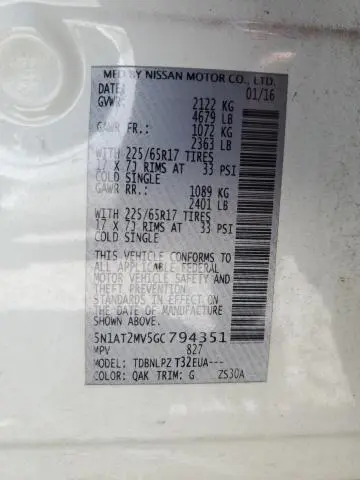 MFD BY NISSAN MOTOR CO., LTD.
DATE: 01/16
GVWR: 2122 KG
4679 LB
GAWR FR: 1072 KG
2363 LB
WITH 225/65R17 TIRES
17 X 7J RIMS AT 33 PSI
COLD SINGLE
GAWR RR: 1089 KG
2401 LB
WITH 225/65R17 TIRES
17 X 7J RIMS AT 33 PSI
COLD SINGLE
THIS VEHICLE CONFORMS TO
ALL APPLICABLE FEDERAL
MOTOR VEHICLE SAFETY
STANDARDS IN EFFECT ON
THE DATE OF MANUFACTURE
SHOWN ABOVE.
5N1AT2MV5GC794351
MPV 827
MODEL: TDBNLPZ T32EUA---
COLOR: QAK TRIM: G ZS30A